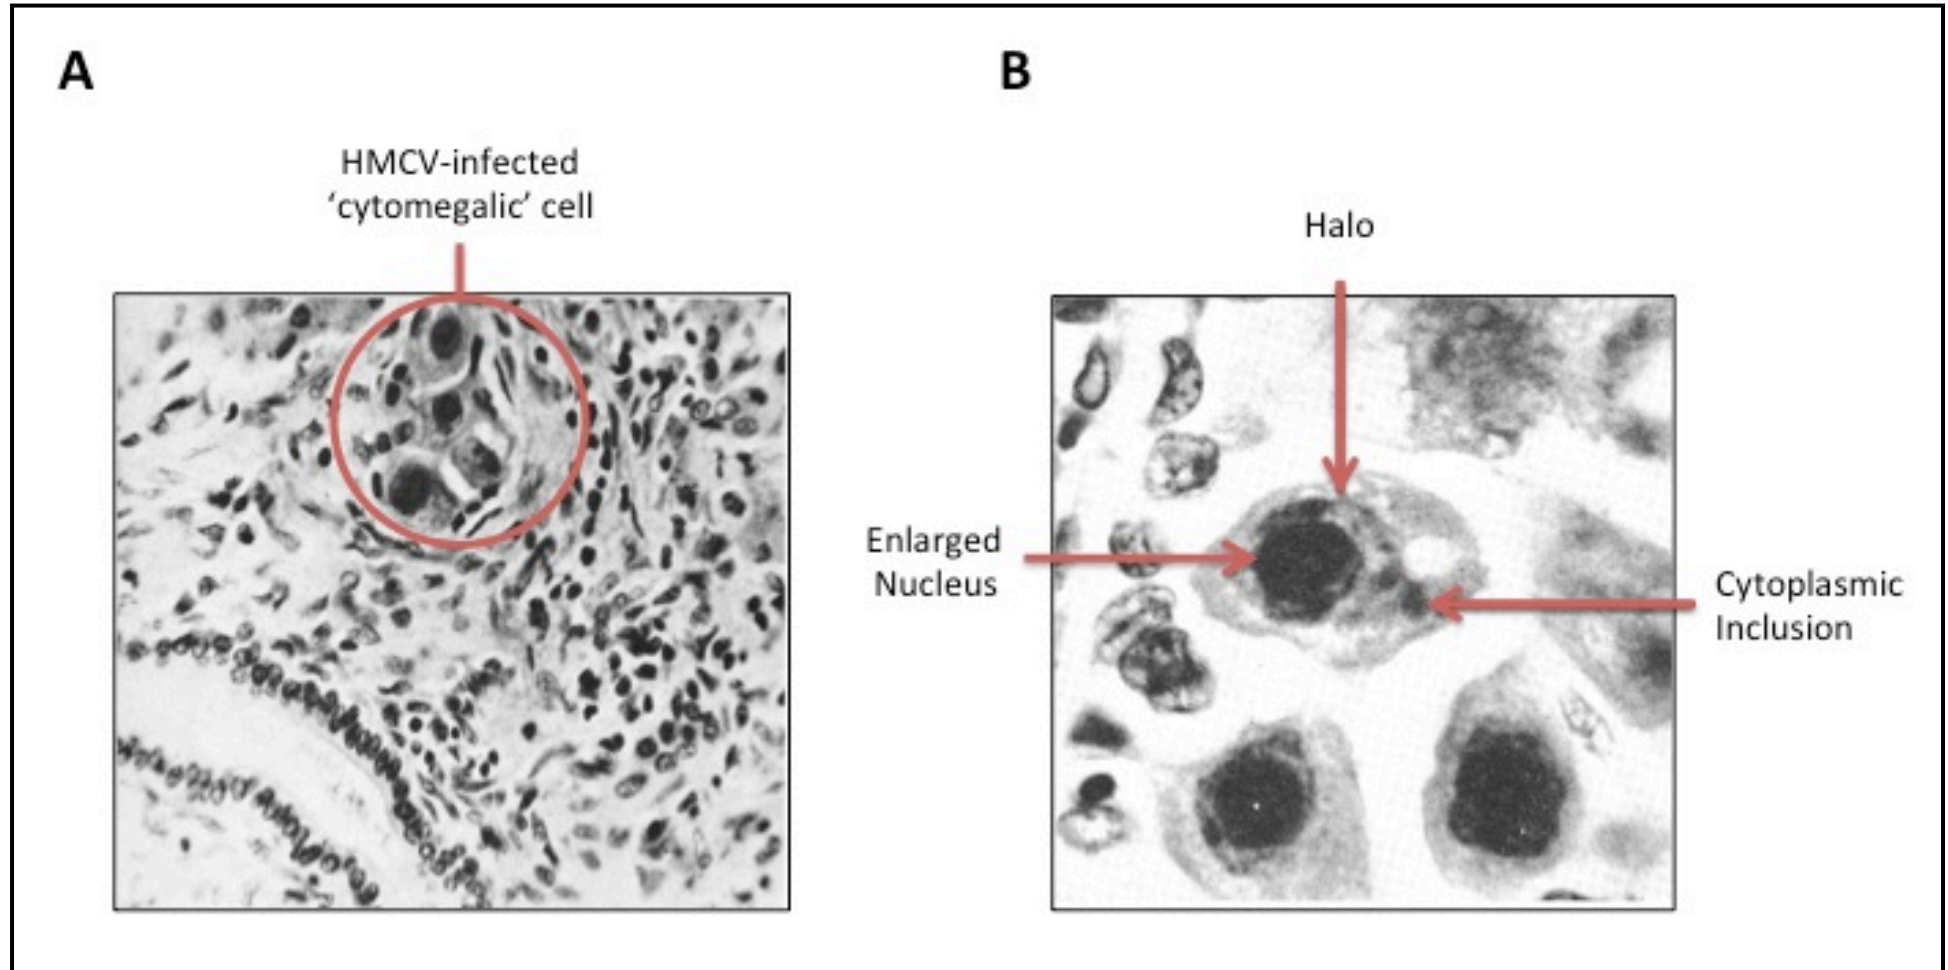 A
B
HMCV-infected
‘cytomegalic’ cell
Halo
Enlarged
Nucleus
Cytoplasmic
Inclusion